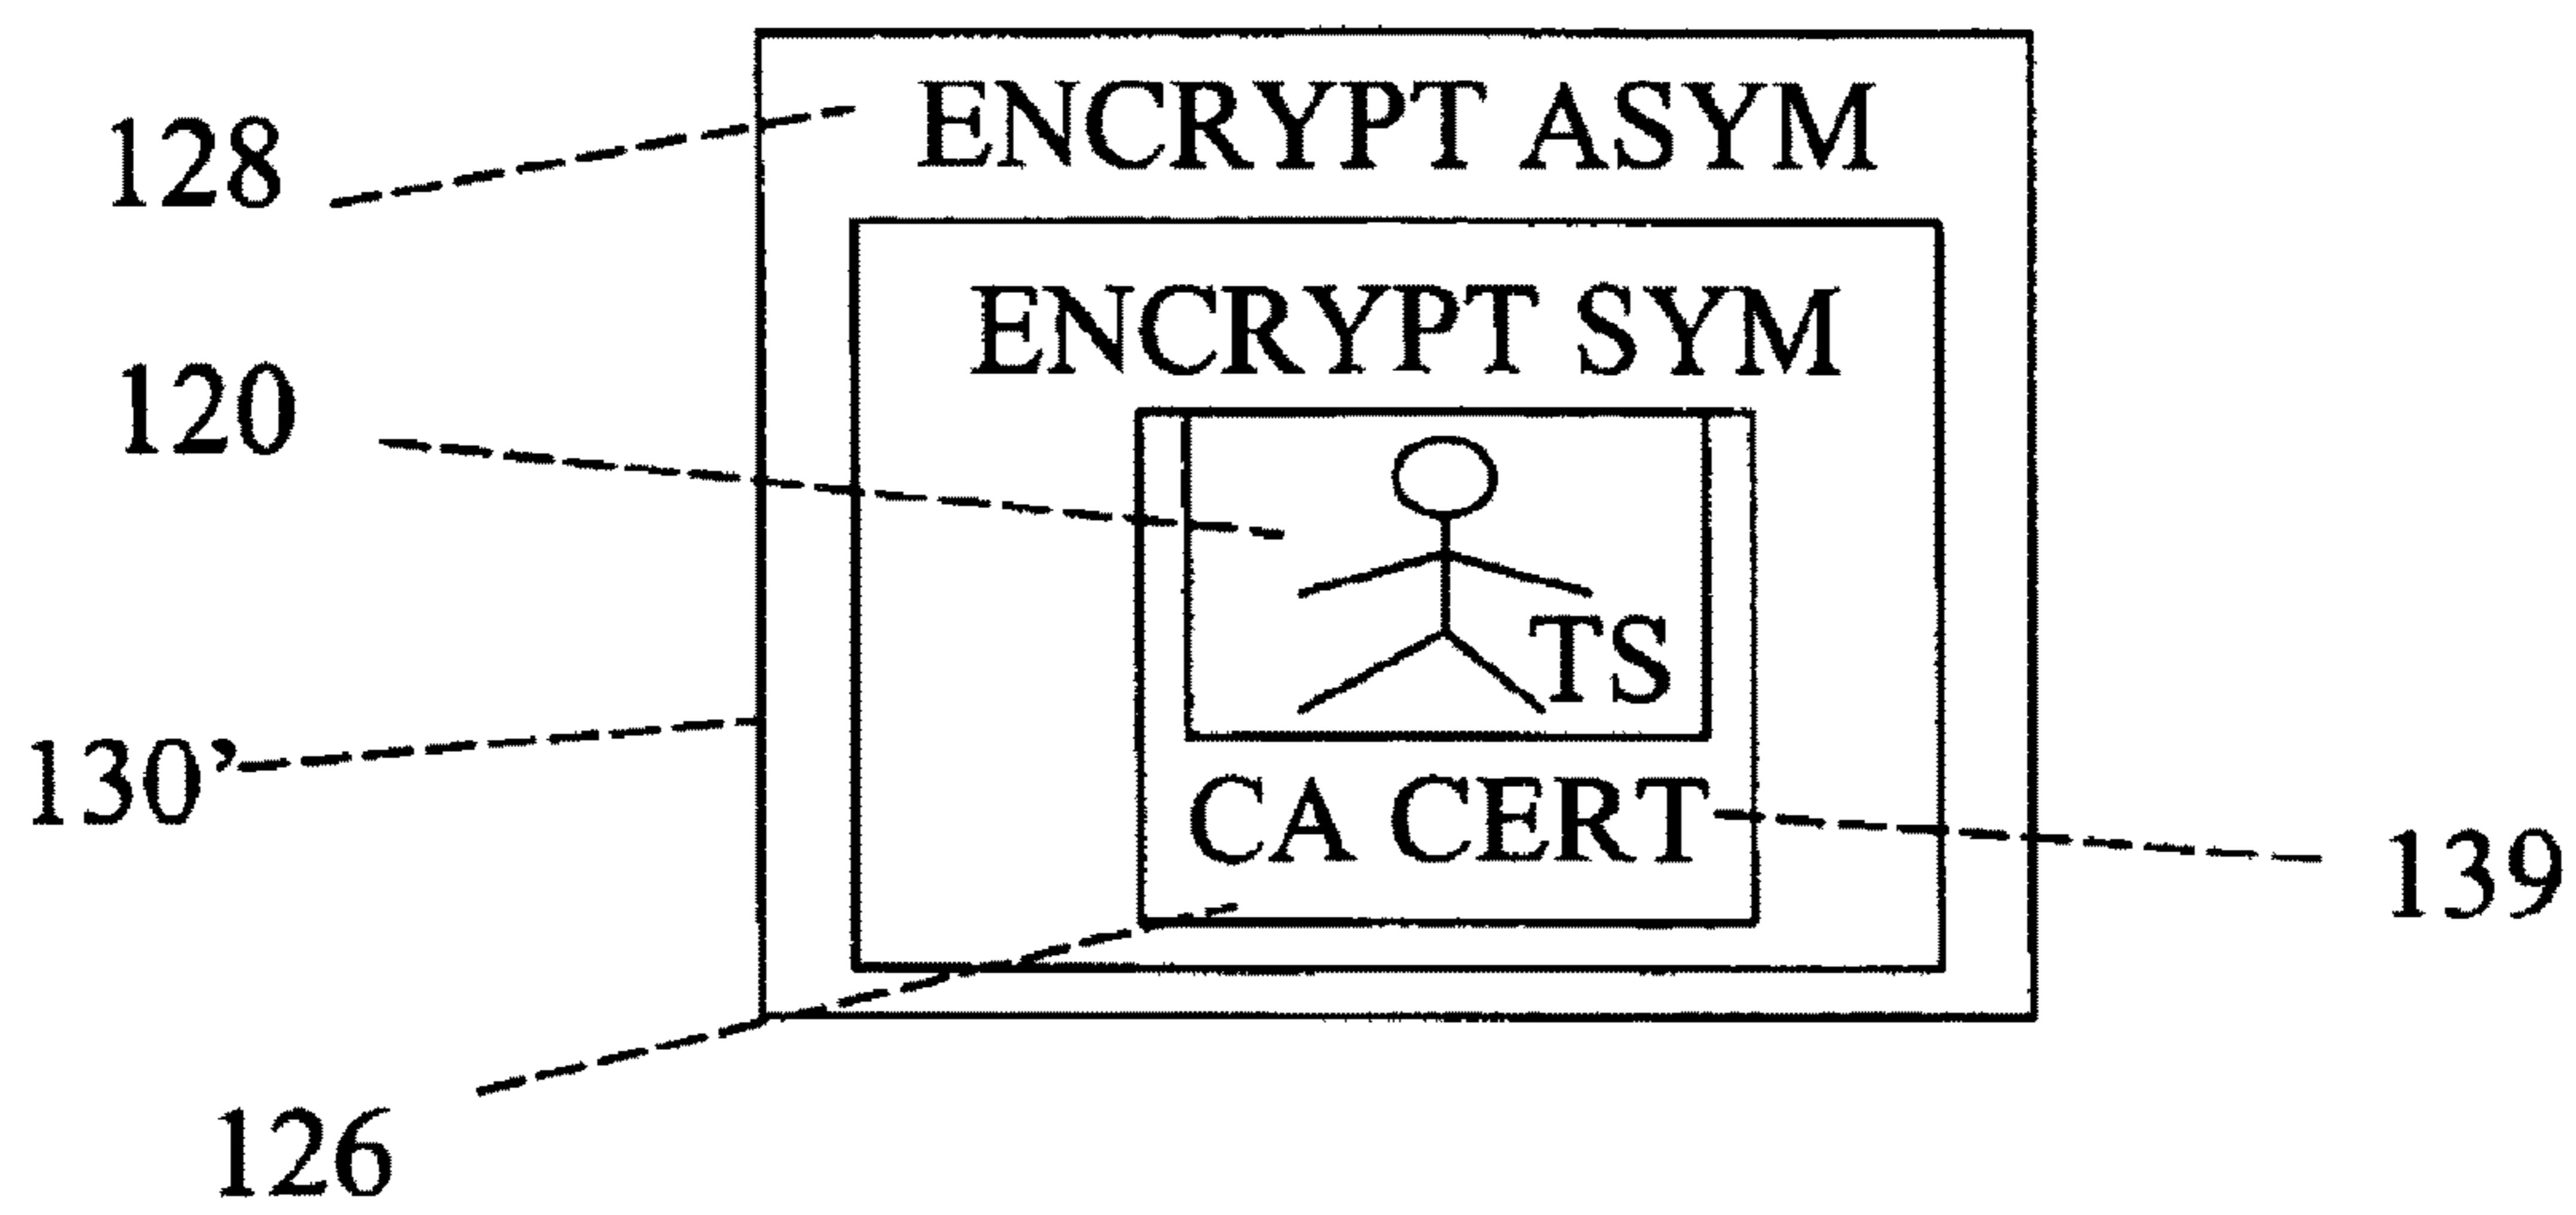 ENCRYPT ASYM
128
ENCRYPT SYM
120
TS
130’
CA CERT
139
126